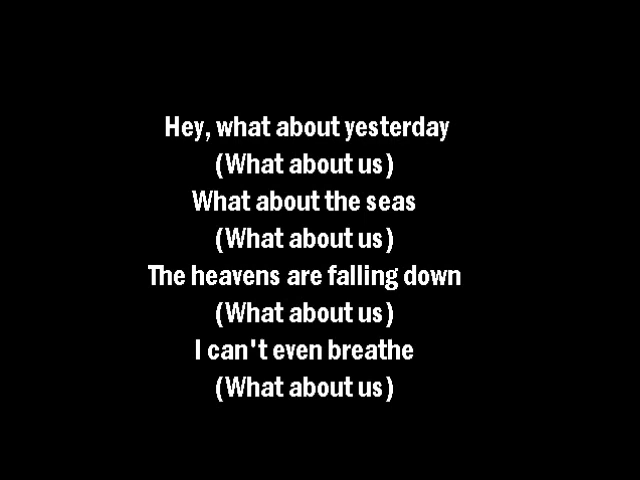 Hey, what about yesterday
(What about us)
What about the seas
(What about us)
The heavens are falling down
(What about us)
I can't even breathe
(What about us)